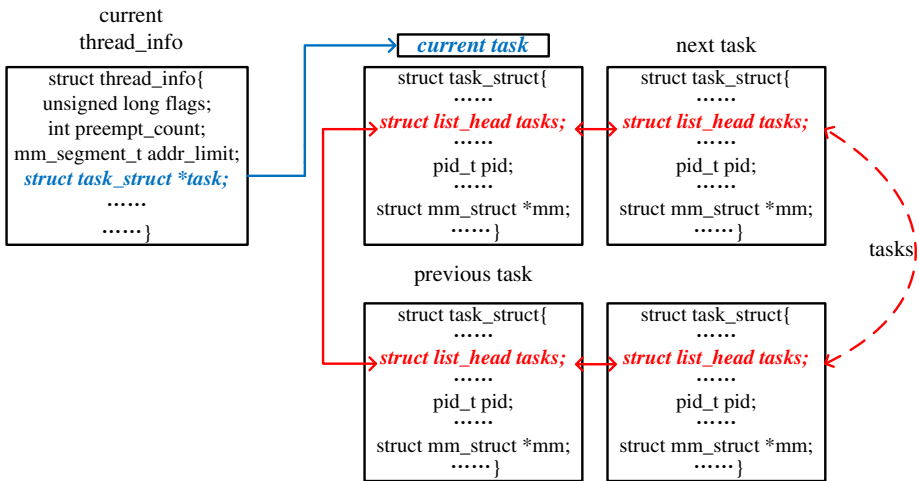 current
thread_info
struct thread_info{
unsigned long flags;
int preempt_count;
mm_segment_t addr_limit;
struct task_struct *task;
······
······}
current task
struct task_struct{
······
struct list_head tasks;
······
pid_t pid;
······
struct mm_struct *mm;
······}
next task
struct task_struct{
······
struct list_head tasks;
······
pid_t pid;
······
struct mm_struct *mm;
······}
tasks
previous task
struct task_struct{
······
struct list_head tasks;
······
pid_t pid;
······
struct mm_struct *mm;
······}
struct task_struct{
······
struct list_head tasks;
······
pid_t pid;
······
struct mm_struct *mm;
······}